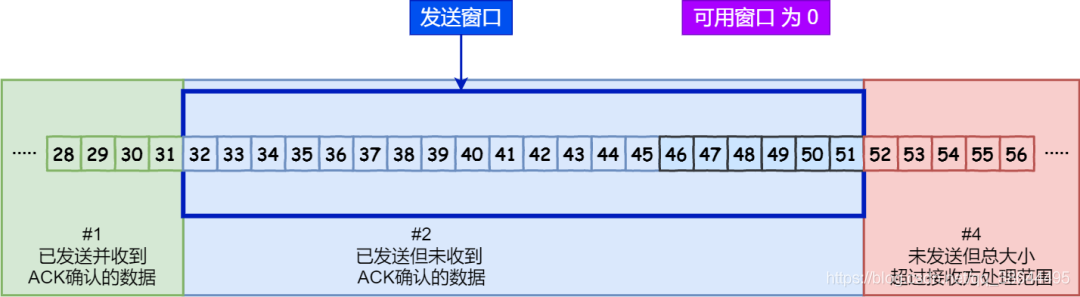 发送窗口
可用窗口 为 0
····· 28 29 30 31 32 33 34 35 36 37 38 39 40 41 42 43 44 45 46 47 48 49 50 51 52 53 54 55 56 ·····
#1
已发送并收到
ACK确认的数据
#2
已发送但未收到
ACK确认的数据
#4
未发送但总大小
超过接收方处理范围